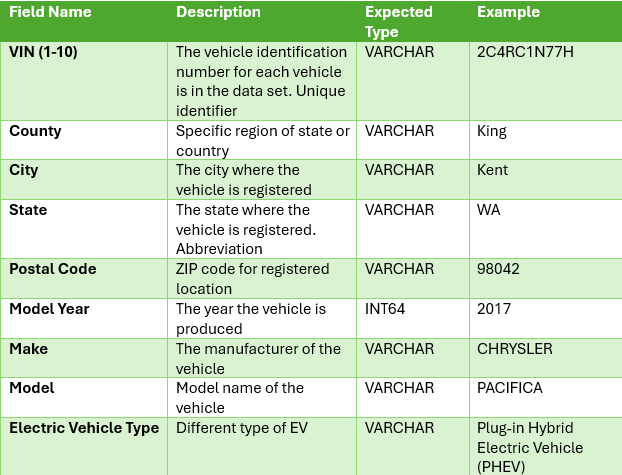 Field Name Description Expected Type Example
VIN (1-10) The vehicle identification number for each vehicle is in the data set. Unique identifier VARCHAR 2C4RC1N77H
County Specific region of state or country VARCHAR King
City The city where the vehicle is registered VARCHAR Kent
State The state where the vehicle is registered. Abbreviation VARCHAR WA
Postal Code ZIP code for registered location VARCHAR 98042
Model Year The year the vehicle is produced INT64 2017
Make The manufacturer of the vehicle VARCHAR CHRYSLER
Model Model name of the vehicle VARCHAR PACIFICA
Electric Vehicle Type Different type of EV VARCHAR Plug-in Hybrid Electric Vehicle (PHEV)